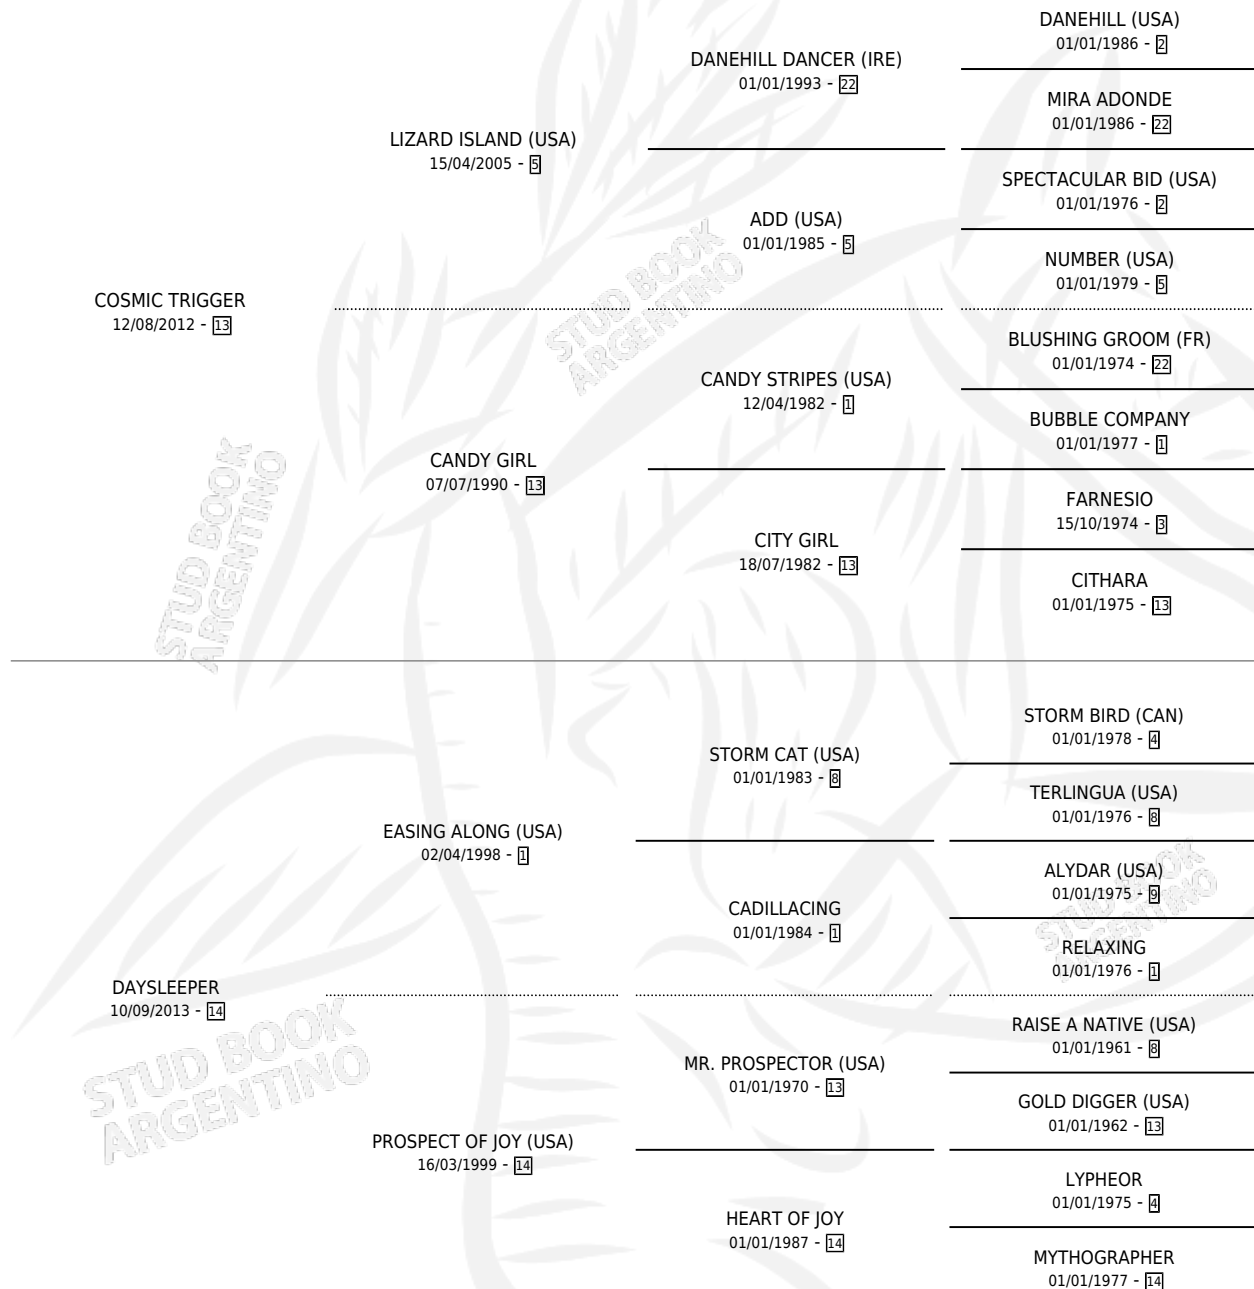 DANEHILL (USA)
01/01/1986 - 2
DANEHILL DANCER (IRE)
01/01/1993 - 22
MIRA ADONDE
01/01/1986 - 22
LIZARD ISLAND (USA)
15/04/2005 - 5
SPECTACULAR BID (USA)
01/01/1976 - 2
ADD (USA)
01/01/1985 - 5
NUMBER (USA)
01/01/1979 - 5
COSMIC TRIGGER
12/08/2012 - 13
BLUSHING GROOM (FR)
01/01/1974 - 22
CANDY STRIPES (USA)
12/04/1982 - 1
BUBBLE COMPANY
01/01/1977 - 1
CANDY GIRL
07/07/1990 - 13
FARNESIO
15/10/1974 - 3
CITY GIRL
18/07/1982 - 13
CITHARA
01/01/1975 - 13
STORM BIRD (CAN)
01/01/1978 - 4
STORM CAT (USA)
01/01/1983 - 8
TERLINGUA (USA)
01/01/1976 - 8
EASING ALONG (USA)
02/04/1998 - 1
ALYDAR (USA)
01/01/1975 - 9
CADILLACING
01/01/1984 - 1
RELAXING
01/01/1976 - 1
DAYSLEEPER
10/09/2013 - 14
RAISE A NATIVE (USA)
01/01/1961 - 8
MR. PROSPECTOR (USA)
01/01/1970 - 13
GOLD DIGGER (USA)
01/01/1962 - 13
PROSPECT OF JOY (USA)
16/03/1999 - 14
LYPHEOR
01/01/1975 - 4
HEART OF JOY
01/01/1987 - 14
MYTHOGRAPHER
01/01/1977 - 14
STUD BOOK
ARGENTINO
STUD BOOK
ARGENTINO
STUD BOOK
ARGENTINO
STUD BOOK
ARGENTINO